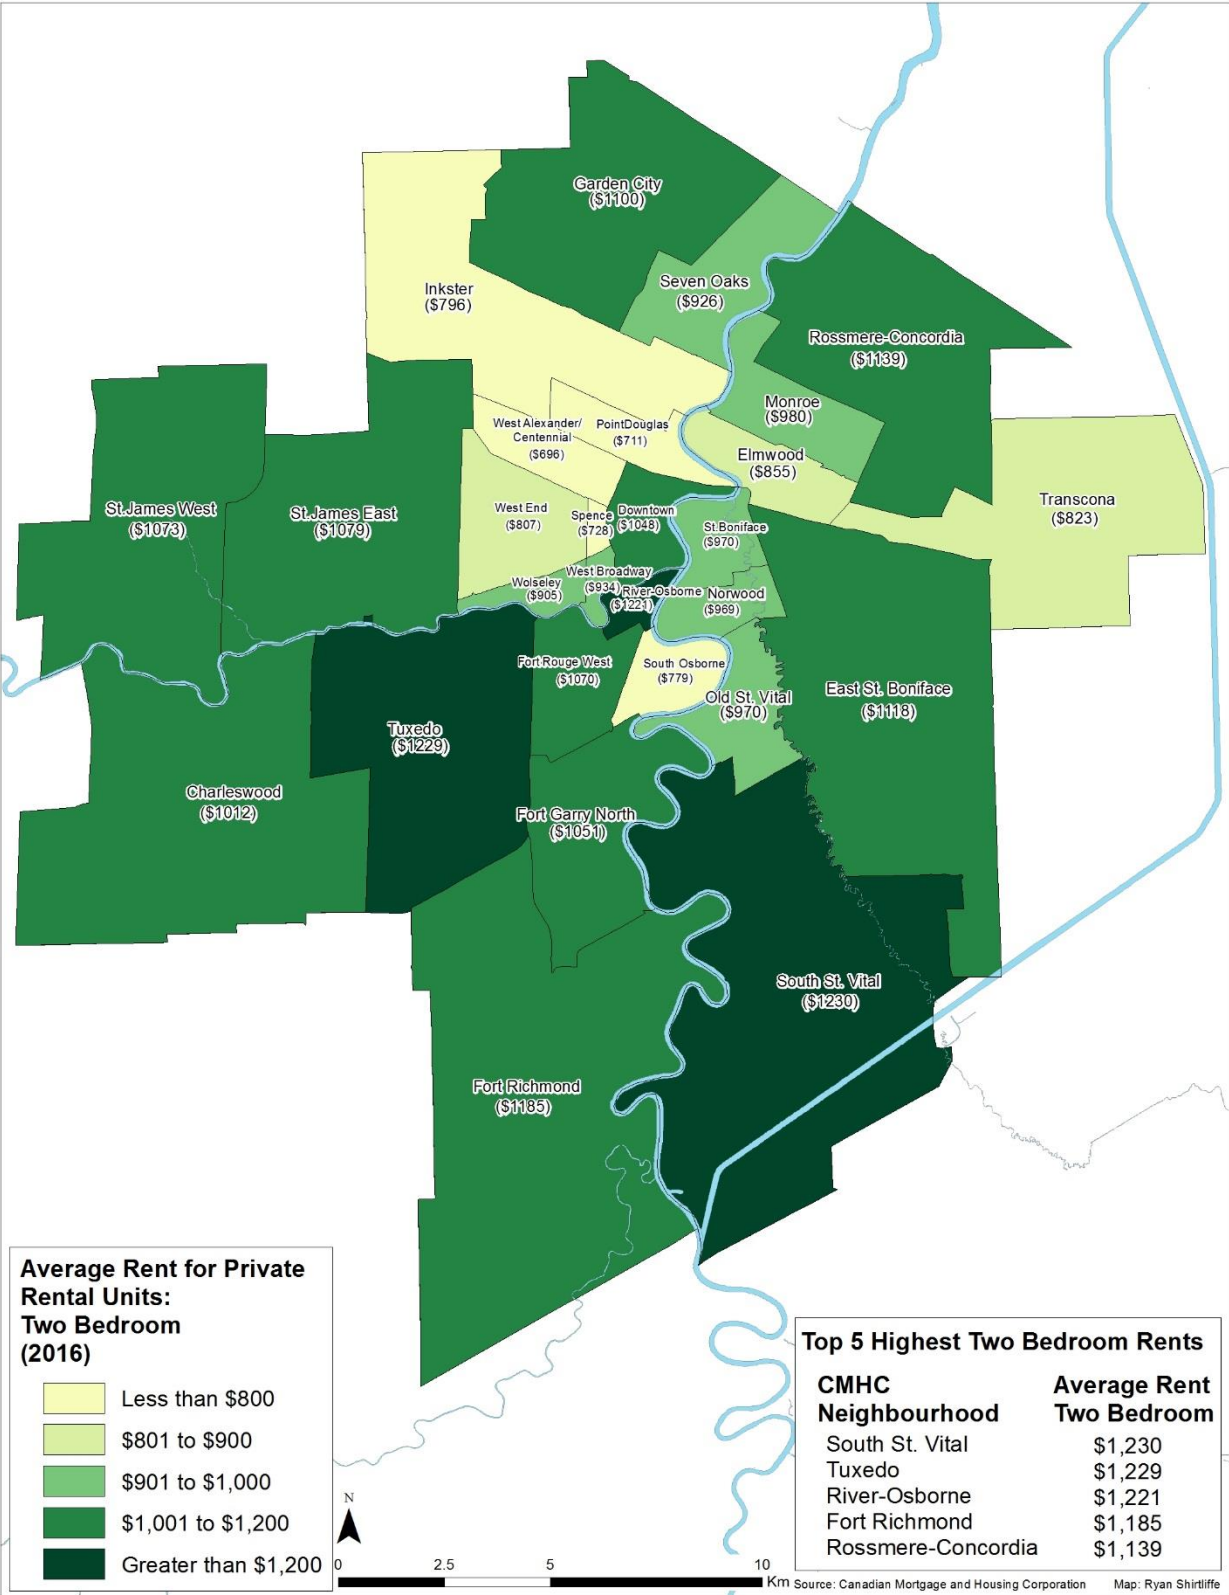 Garden City
($1100)
Seven Oaks
($926)
Inkster
($796)
Rossmere-Concordia
($1139)
Monroe
($980)
West Alexander/
Centennial
($696)
PointDouglas
($711)
Elmwood
($855)
Transcona
($823)
St.James West
($1073)
St.James East
($1079)
West End
($807)
Spence
($728)
Downtown
($1048)
St.Boniface
($970)
Wolseley
($905)
West Broadway
($934)
River-Osborne
($1221)
Norwood
($969)
Fort Rouge West
($1070)
South Osborne
($779)
Old St. Vital
($970)
East St. Boniface
($1118)
Tuxedo
($1229)
Charleswood
($1012)
Fort Garry North
($1051)
South St. Vital
($1230)
Fort Richmond
($1185)
Average Rent for Private
Rental Units:
Two Bedroom
(2016)
Less than $800
$801 to $900
$901 to $1,000
$1,001 to $1,200
Greater than $1,200
N
0 2.5 5 10
Km
Top 5 Highest Two Bedroom Rents
CMHC Average Rent
Neighbourhood Two Bedroom
South St. Vital $1,230
Tuxedo $1,229
River-Osborne $1,221
Fort Richmond $1,185
Rossmere-Concordia $1,139
Source: Canadian Mortgage and Housing Corporation Map: Ryan Shirtliffe